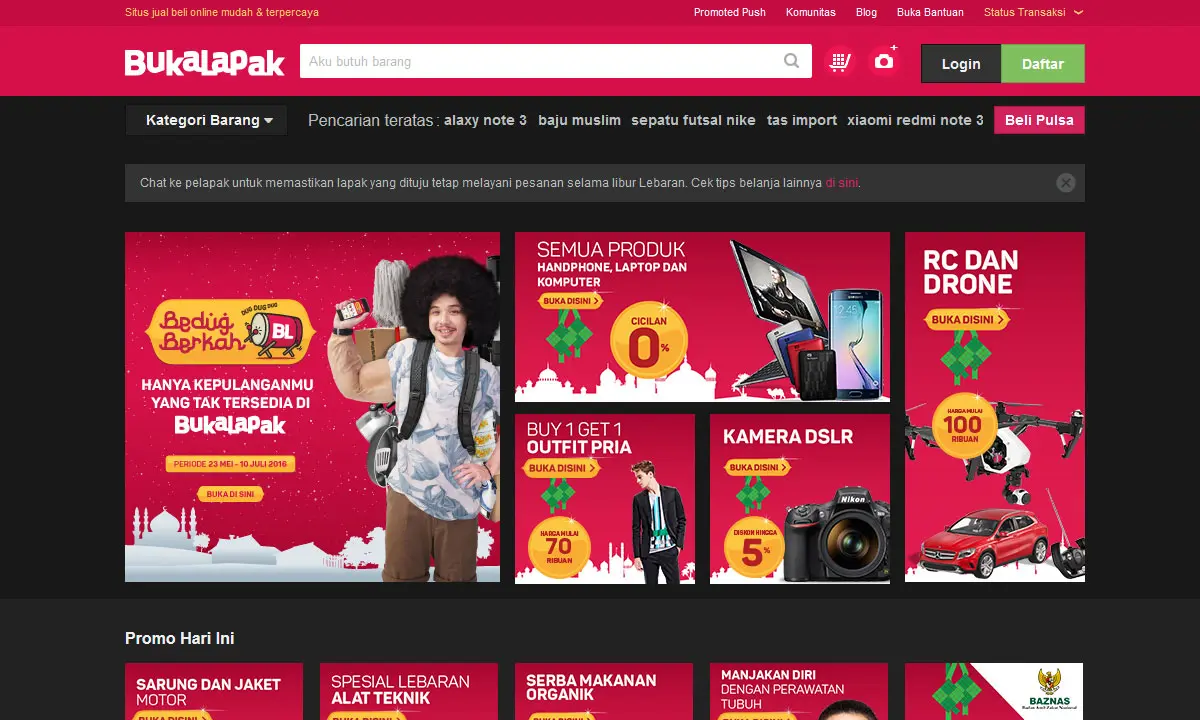 Situs jual beli online mudah & terpercaya
Promoted Push Komunitas Blog Buka Bantuan Status Transaksi
BukaLaPak
Aku butuh barang
Login
Daftar
Kategori Barang
Pencarian teratas : alaxy note 3 baju muslim sepatu futsal nike tas import xiaomi redmi note 3
Beli Pulsa
Chat ke pelapak untuk memastikan lapak yang dituju tetap melayani pesanan selama libur Lebaran. Cek tips belanja lainnya di sini.
DUG DUG DUG
Bedug
Berkah
BL
HANYA KEPULANGANMU
YANG TAK TERSEDIA DI
BukaLaPak
PERIODE 23 MEI - 10 JULI 2016
BUKA DI SINI
SEMUA PRODUK
HANDPHONE, LAPTOP DAN
KOMPUTER
BUKA DISINI
CICILAN
0%
BUY 1 GET 1
OUTFIT PRIA
BUKA DISINI
HARGA MULAI
70
RIBUAN
KAMERA DSLR
BUKA DISINI
DISKON HINGGA
5%
Nikon
RC DAN
DRONE
BUKA DISINI
HARGA MULAI
100
RIBUAN
Promo Hari Ini
SARUNG DAN JAKET
MOTOR
BUKA DISINI
SPESIAL LEBARAN
ALAT TEKNIK
BUKA DISINI
SERBA MAKANAN
ORGANIK
BUKA DISINI
MANJAKAN DIRI
DENGAN PERAWATAN
TUBUH
BUKA DISINI
BAZNAS
Badan Amil Zakat Nasional